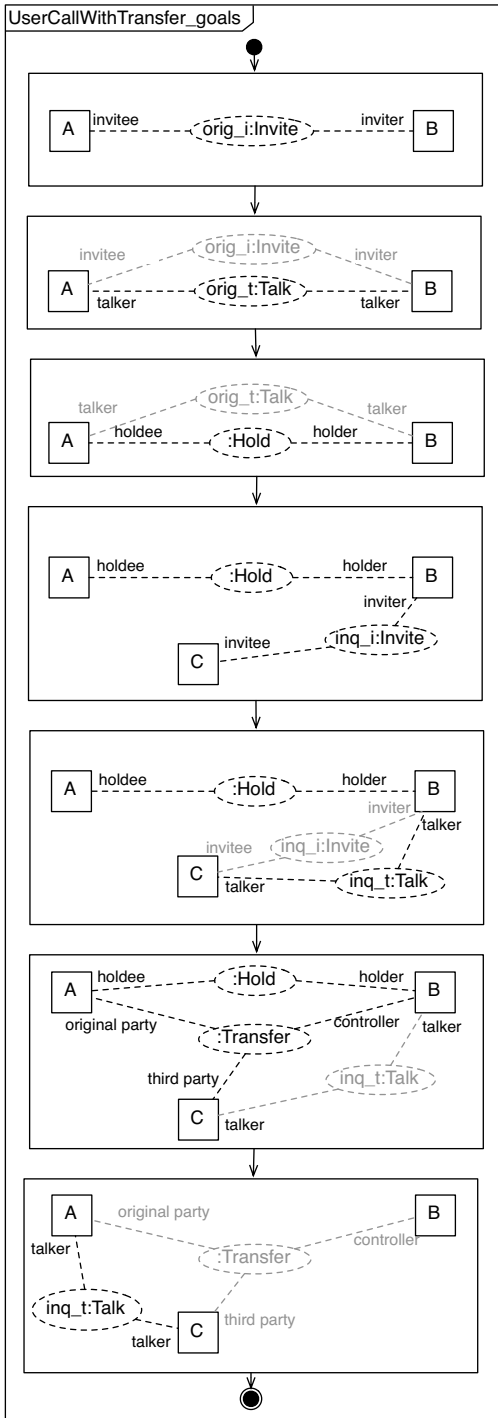 UserCallWithTransfer_goals
A invitee orig_i:Invite inviter B
orig_i:Invite
invitee inviter
A orig_t:Talk B
talker talker
orig_t:Talk
talker talker
A holdee :Hold holder B
A holdee :Hold holder B
inviter
invitee inq_i:Invite
C
A holdee :Hold holder B
inviter
talker
invitee inq_i:Invite
C
talker inq_t:Talk
A holdee :Hold holder B
original party controller
talker
:Transfer
third party inq_t:Talk
C
talker
A original party B
talker controller
:Transfer
inq_t:Talk
C third party
talker